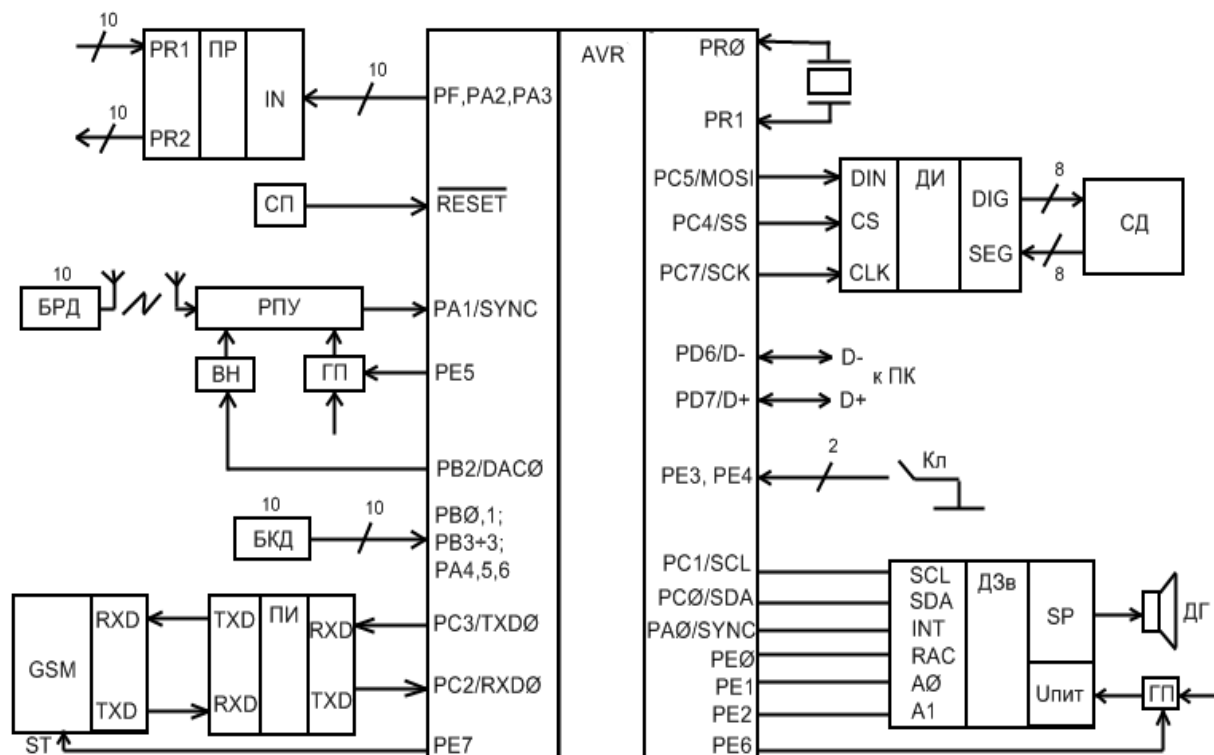 10
PR1 ПР
10
PR2
IN
10
PF,PA2,PA3
AVR
PRØ
PR1
СП
RESET
PC5/MOSI
PC4/SS
PC7/SCK
DIN ДИ
CS
CLK
DIG
SEG
8
8
СД
10
БРД
РПУ
PA1/SYNC
ВН
ГП
PE5
PD6/D-
D-
к ПК
PD7/D+
D+
PB2/DACØ
PE3, PE4
2
Кл
10
БКД
10
PBØ,1;
PB3÷3;
PA4,5,6
PC1/SCL
PCØ/SDA
PAØ/SYNC
PEØ
PE1
PE2
PE6
SCL
SDA
INT
RAC
AØ
A1
ДЗв
SP
Uпит
ДГ
ГП
GSM
RXD
TXD
TXD
RXD
ПИ
RXD
TXD
PC3/TXDØ
PC2/RXDØ
ST
PE7